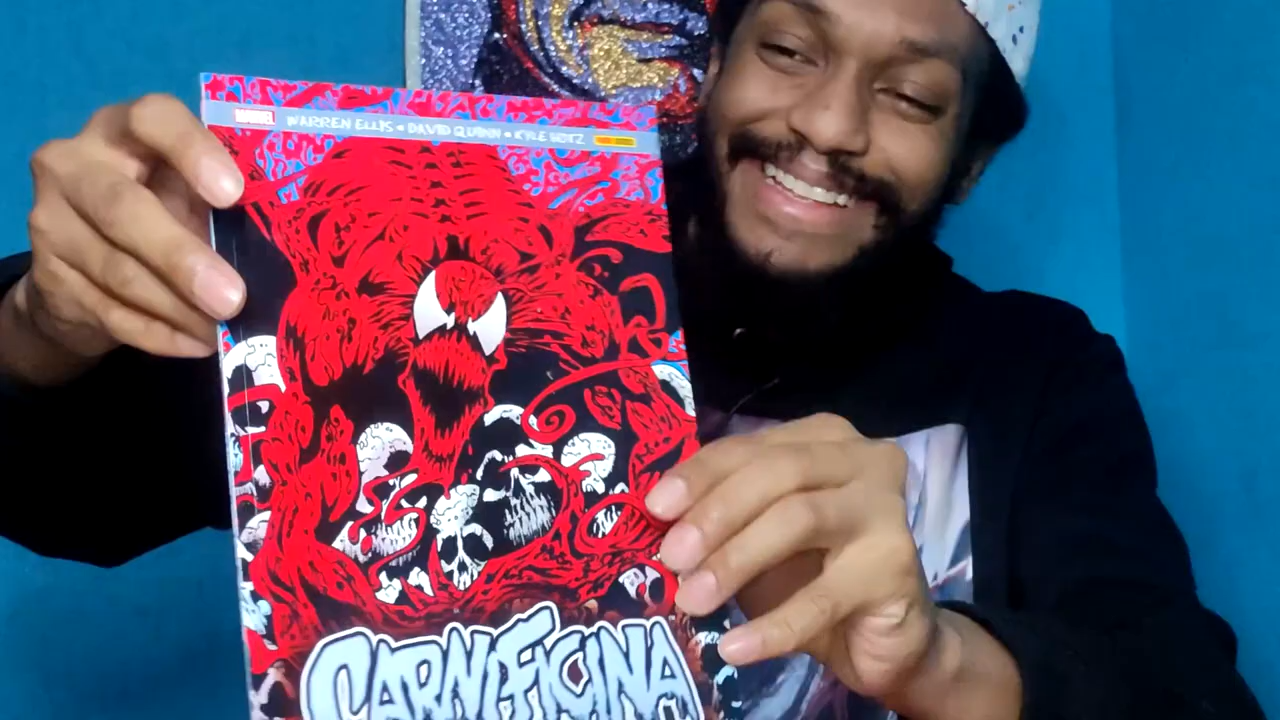 MARVEL WARREN ELLIS • DAVID QUINN • KYLE HOTZ
CARNIFICINA